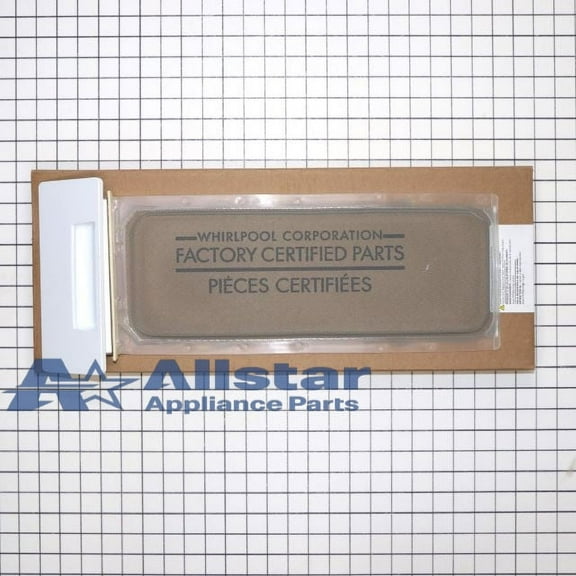 WHIRLPOOL CORPORATION
FACTORY CERTIFIED PARTS
PIÈCES CERTIFIÉES
Allstar
Appliance Parts